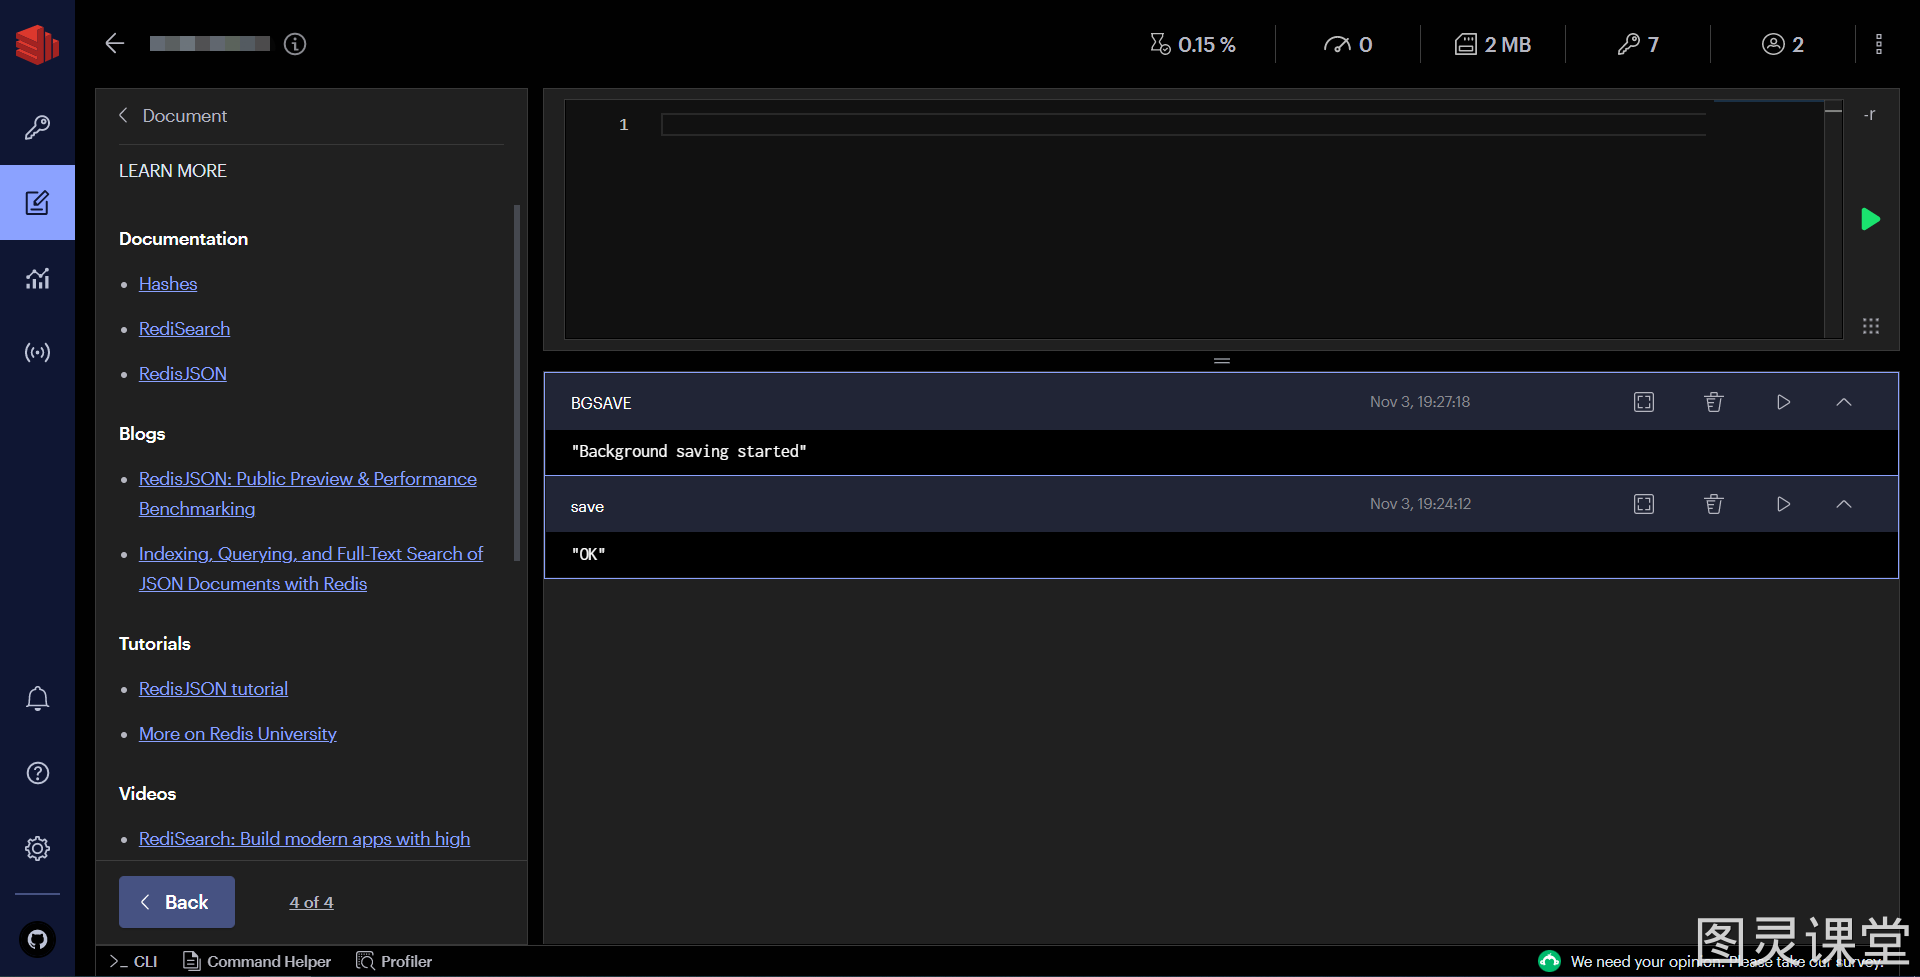 0.15 %
0
2 MB
7
2
Document
LEARN MORE
Documentation
Hashes
RediSearch
RedisJSON
Blogs
RedisJSON: Public Preview & Performance
Benchmarking
Indexing, Querying, and Full-Text Search of
JSON Documents with Redis
Tutorials
RedisJSON tutorial
More on Redis University
Videos
RediSearch: Build modern apps with high
Back
4 of 4
1
-r
BGSAVE
Nov 3, 19:27:18
"Background saving started"
save
Nov 3, 19:24:12
"OK"
>_ CLI
Command Helper
Profiler
We need your opinion. Please take our survey.
图灵课堂